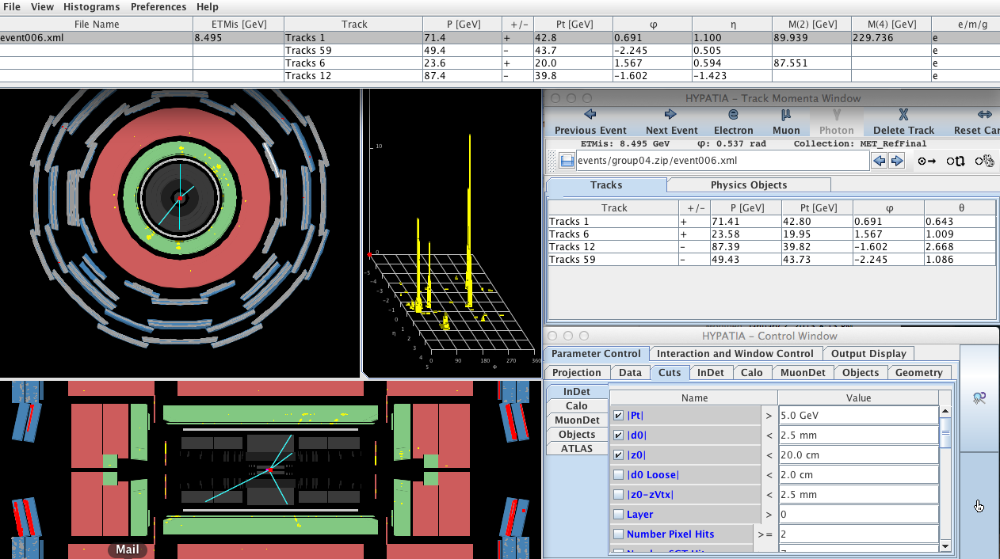 File View Histograms Preferences Help
File Name ETMis [GeV] Track P [GeV] +/- Pt [GeV] φ η M(2) [GeV] M(4) [GeV] e/m/g
event006.xml 8.495 Tracks 1 71.4 + 42.8 0.691 1.100 89.939 229.736 e
Tracks 59 49.4 - 43.7 -2.245 0.505 e
Tracks 6 23.6 + 20.0 1.567 0.594 87.551 e
Tracks 12 87.4 - 39.8 -1.602 -1.423 e
HYPATIA - Track Momenta Window
Previous Event Next Event Electron Muon Photon Delete Track Reset Can
ETMis: 8.495 GeV φ: 0.537 rad Collection: MET_RefFinal
events/group04.zip/event006.xml
Tracks Physics Objects
Track +/- P [GeV] Pt [GeV] φ θ
Tracks 1 + 71.41 42.80 0.691 0.643
Tracks 6 + 23.58 19.95 1.567 1.009
Tracks 12 - 87.39 39.82 -1.602 2.668
Tracks 59 - 49.43 43.73 -2.245 1.086
10
0
-5
-4
-3
-2
-1
0
1
2
3
4
5
η
0 90 180 270 360
Φ
HYPATIA - Control Window
Parameter Control Interaction and Window Control Output Display
Projection Data Cuts InDet Calo MuonDet Objects Geometry
InDet
Calo
MuonDet
Objects
ATLAS
Name Value
|Pt| > 5.0 GeV
|d0| < 2.5 mm
|z0| < 20.0 cm
|d0 Loose| < 2.0 cm
|z0-zVtx| < 2.5 mm
Layer > 0
Number Pixel Hits >= 2
Mail